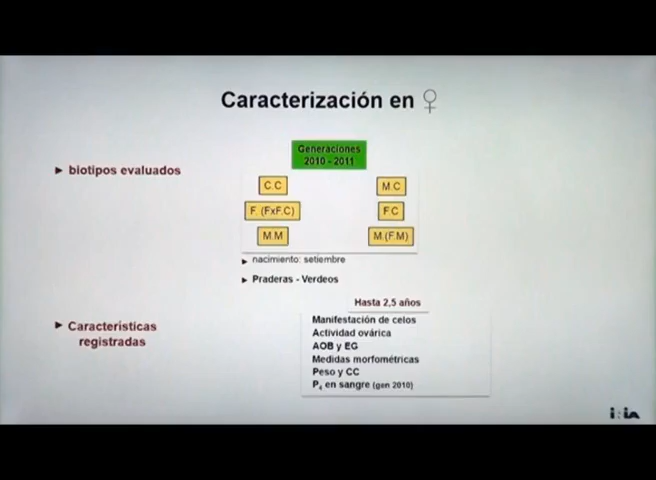 Caracterización en ♀
Generaciones
2010 - 2011
► biotipos evaluados
C.C
M.C
F. (FxF.C)
F.C
M.M
M.(F.M)
► nacimiento: setiembre
► Praderas - Verdeos
Hasta 2,5 años
► Características
registradas
Manifestación de celos
Actividad ovárica
AOB y EG
Medidas morfométricas
Peso y CC
P₄ en sangre (gen 2010)